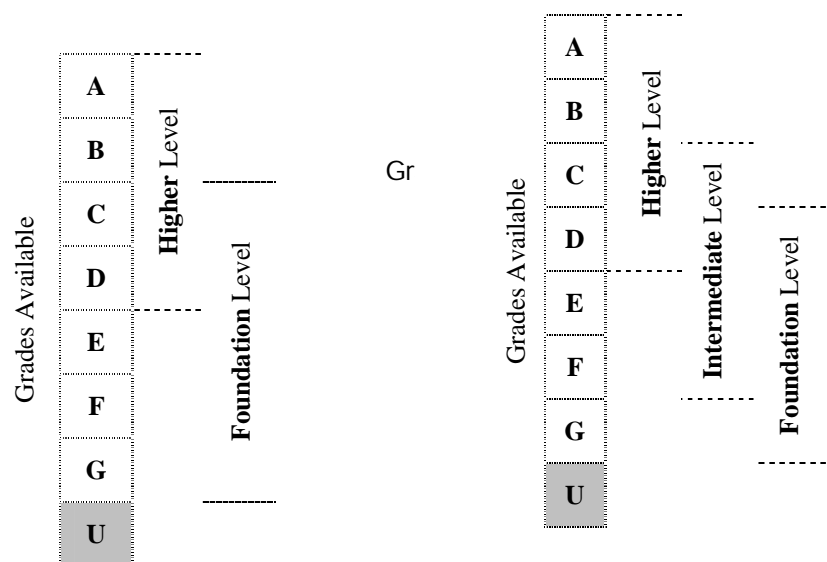 Grades Available
A
B
C
D
E
F
G
U
Higher Level
Foundation Level
Gr
Grades Available
A
B
C
D
E
F
G
U
Higher Level
Intermediate Level
Foundation Level